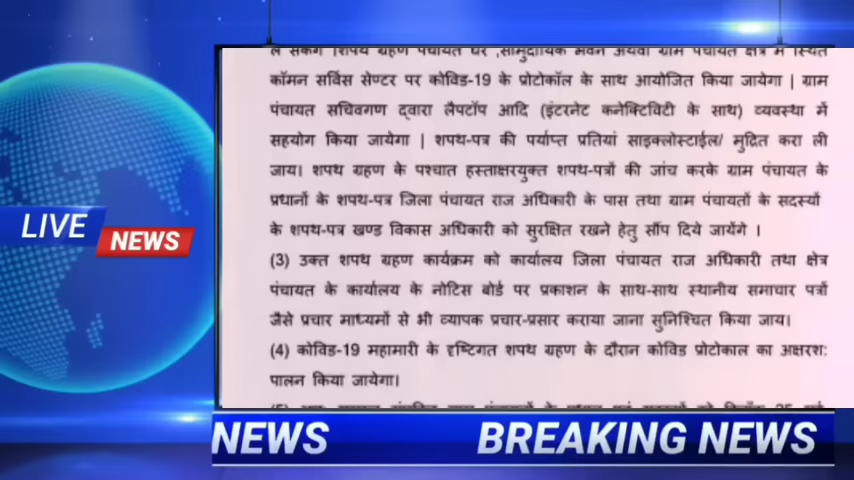 ले सकेंगे ।शपथ ग्रहण पंचायत घर ,सामुदायिक भवन अथवा ग्राम पंचायत क्षेत्र में स्थित
कॉमन सर्विस सेण्टर पर कोविड-19 के प्रोटोकॉल के साथ आयोजित किया जायेगा | ग्राम
पंचायत सचिवगण द्वारा लैपटॉप आदि (इंटरनेट कनेक्टिविटी के साथ) व्यवस्था में
सहयोग किया जायेगा | शपथ-पत्र की पर्याप्त प्रतियां साइक्लोस्टाईल/ मुद्रित करा ली
जाय। शपथ ग्रहण के पश्चात हस्ताक्षरयुक्त शपथ-पत्रों की जांच करके ग्राम पंचायत के
प्रधानों के शपथ-पत्र जिला पंचायत राज अधिकारी के पास तथा ग्राम पंचायतों के सदस्यों
के शपथ-पत्र खण्ड विकास अधिकारी को सुरक्षित रखने हेतु सौंप दिये जायेंगे ।
(3) उक्त शपथ ग्रहण कार्यक्रम को कार्यालय जिला पंचायत राज अधिकारी तथा क्षेत्र
पंचायत के कार्यालय के नोटिस बोर्ड पर प्रकाशन के साथ-साथ स्थानीय समाचार पत्रों
जैसे प्रचार माध्यमों से भी व्यापक प्रचार-प्रसार कराया जाना सुनिश्चित किया जाय।
(4) कोविड-19 महामारी के दृष्टिगत शपथ ग्रहण के दौरान कोविड प्रोटोकाल का अक्षरश:
पालन किया जायेगा।
LIVE
NEWS
NEWS BREAKING NEWS